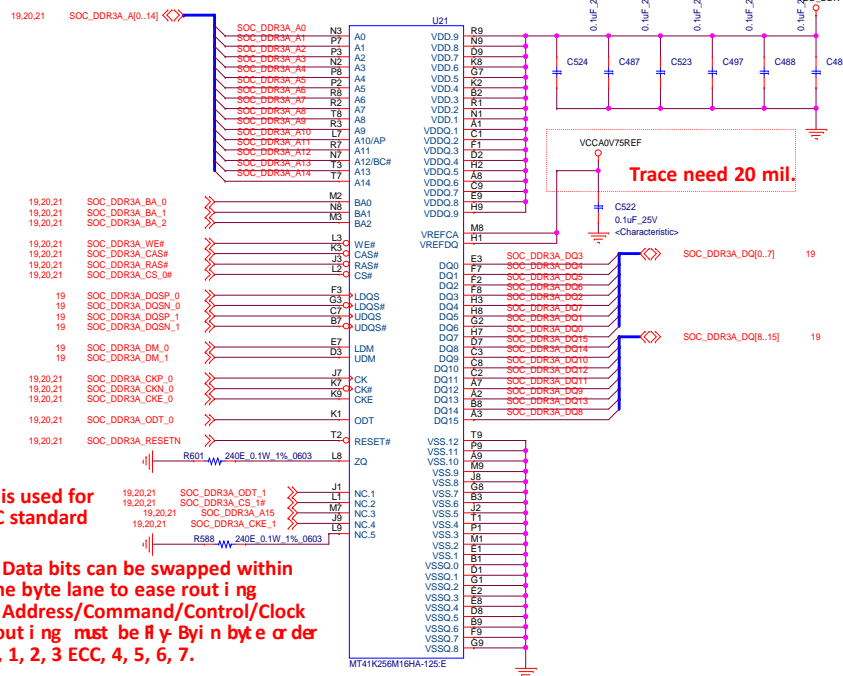 19,20,21 SOC_DDR3A_A[0..14]
U21
SOC_DDR3A_A0 N3 A0
SOC_DDR3A_A1 P7 A1
SOC_DDR3A_A2 P3 A2
SOC_DDR3A_A3 N2 A3
SOC_DDR3A_A4 P8 A4
SOC_DDR3A_A5 P2 A5
SOC_DDR3A_A6 R8 A6
SOC_DDR3A_A7 R2 A7
SOC_DDR3A_A8 T8 A8
SOC_DDR3A_A9 R3 A9
SOC_DDR3A_A10 L7 A10/AP
SOC_DDR3A_A11 R7 A11
SOC_DDR3A_A12 N7 A12/BC#
SOC_DDR3A_A13 T3 A13
SOC_DDR3A_A14 T7 A14
19,20,21 SOC_DDR3A_BA_0 M2 BA0
19,20,21 SOC_DDR3A_BA_1 N8 BA1
19,20,21 SOC_DDR3A_BA_2 M3 BA2
19,20,21 SOC_DDR3A_WE# L3 WE#
19,20,21 SOC_DDR3A_CAS# K3 CAS#
19,20,21 SOC_DDR3A_RAS# J3 RAS#
19,20,21 SOC_DDR3A_CS_0# L2 CS#
19 SOC_DDR3A_DQSP_0 F3 LDQS
19 SOC_DDR3A_DQSN_0 G3 LDQS#
19 SOC_DDR3A_DQSP_1 C7 UDQS
19 SOC_DDR3A_DQSN_1 B7 UDQS#
19 SOC_DDR3A_DM_0 E7 LDM
19 SOC_DDR3A_DM_1 D3 UDM
19,20,21 SOC_DDR3A_CKP_0 J7 CK
19,20,21 SOC_DDR3A_CKN_0 K7 CK#
19,20,21 SOC_DDR3A_CKE_0 K9 CKE
19,20,21 SOC_DDR3A_ODT_0 K1 ODT
19,20,21 SOC_DDR3A_RESETN T2 RESET#
R601 240E_0.1W_1%_0603 L8 ZQ
19,20,21 SOC_DDR3A_ODT_1 J1 NC.1
19,20,21 SOC_DDR3A_CS_1# L1 NC.2
19,20,21 SOC_DDR3A_A15 M7 NC.3
19,20,21 SOC_DDR3A_CKE_1 J9 NC.4
R588 240E_0.1W_1%_0603 L9 NC.5
VDD.9 R9
VDD.8 N9
VDD.7 D9
VDD.6 K8
VDD.5 G7
VDD.4 K2
VDD.3 B2
VDD.2 R1
VDD.1 N1
VDDQ.1 A1
VDDQ.2 C1
VDDQ.3 F1
VDDQ.4 D2
VDDQ.5 H2
VDDQ.6 A8
VDDQ.7 C9
VDDQ.8 E9
VDDQ.9 H9
VREFCA M8
VREFDQ H1
DQ0 E3 SOC_DDR3A_DQ3
DQ1 F7 SOC_DDR3A_DQ4
DQ2 F2 SOC_DDR3A_DQ5
DQ3 F8 SOC_DDR3A_DQ6
DQ4 H3 SOC_DDR3A_DQ2
DQ5 H8 SOC_DDR3A_DQ7
DQ6 G2 SOC_DDR3A_DQ1
DQ7 H7 SOC_DDR3A_DQ0
DQ8 D7 SOC_DDR3A_DQ15
DQ9 C3 SOC_DDR3A_DQ14
DQ10 C8 SOC_DDR3A_DQ10
DQ11 C2 SOC_DDR3A_DQ12
DQ12 A7 SOC_DDR3A_DQ11
DQ13 A2 SOC_DDR3A_DQ9
DQ14 B8 SOC_DDR3A_DQ13
DQ15 A3 SOC_DDR3A_DQ8
SOC_DDR3A_DQ[0..7] 19
SOC_DDR3A_DQ[8..15] 19
VSS.12 T9
VSS.11 P9
VSS.10 A9
VSS.9 M9
VSS.8 J8
VSS.7 G8
VSS.6 B3
VSS.5 J2
VSS.4 T1
VSS.3 P1
VSS.2 M1
VSS.1 E1
VSSQ.0 B1
VSSQ.1 D1
VSSQ.2 G1
VSSQ.3 E2
VSSQ.4 E8
VSSQ.5 D8
VSSQ.6 B9
VSSQ.7 F9
VSSQ.8 G9
MT41K256M16HA-125:E
0.1uF_25 0.1uF_2 0.1uF_2 0.1uF_2 0.1uF_2
C524 C487 C523 C497 C488 C48
VCCA0V75REF
Trace need 20 mil.
C522
0.1uF_25V
<Characteristic>
is used for
C standard
Data bits can be swapped within
ne byte lane to ease routing
Address/Command/Control/Clock
outing must be Fly-By in byte order
, 1, 2, 3 ECC, 4, 5, 6, 7.